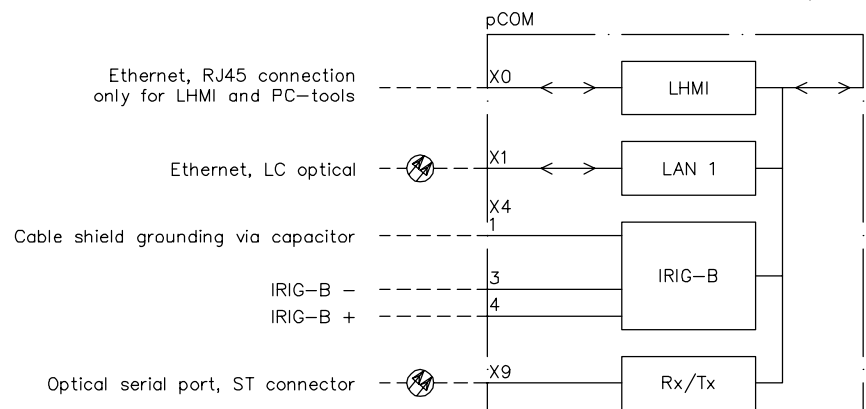 pCOM
Ethernet, RJ45 connection
only for LHMI and PC-tools
X0
LHMI
Ethernet, LC optical
X1
LAN 1
X4
1
Cable shield grounding via capacitor
IRIG-B
IRIG-B -
3
IRIG-B +
4
Optical serial port, ST connector
X9
Rx/Tx